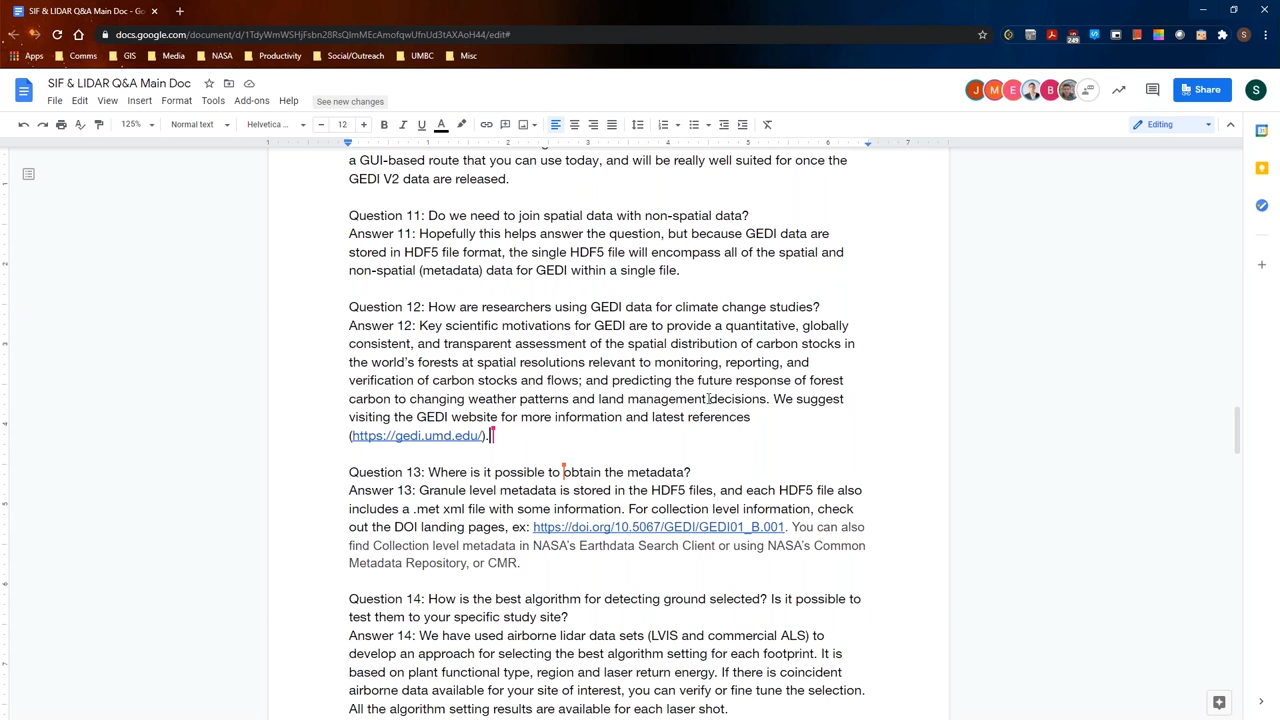 SIF & LIDAR Q&A Main Doc - Go
docs.google.com/document/d/1TdyWmWSHjFsbn28RsQImMEcAmofqwUfnUd3tAXAoH44/edit#
249
S
Apps Comms GIS Media NASA Productivity Social/Outreach UMBC Misc
SIF & LIDAR Q&A Main Doc
File Edit View Insert Format Tools Add-ons Help See new changes
J M E B Share S
125% Normal text Helvetica ... 12 B I U A Editing
1 1 2 3 4 5 6 7
a GUI-based route that you can use today, and will be really well suited for once the
GEDI V2 data are released.
Question 11: Do we need to join spatial data with non-spatial data?
Answer 11: Hopefully this helps answer the question, but because GEDI data are
stored in HDF5 file format, the single HDF5 file will encompass all of the spatial and
non-spatial (metadata) data for GEDI within a single file.
Question 12: How are researchers using GEDI data for climate change studies?
Answer 12: Key scientific motivations for GEDI are to provide a quantitative, globally
consistent, and transparent assessment of the spatial distribution of carbon stocks in
the world's forests at spatial resolutions relevant to monitoring, reporting, and
verification of carbon stocks and flows; and predicting the future response of forest
carbon to changing weather patterns and land management decisions. We suggest
visiting the GEDI website for more information and latest references
(https://gedi.umd.edu/).
Question 13: Where is it possible to obtain the metadata?
Answer 13: Granule level metadata is stored in the HDF5 files, and each HDF5 file also
includes a .met xml file with some information. For collection level information, check
out the DOI landing pages, ex: https://doi.org/10.5067/GEDI/GEDI01_B.001. You can also
find Collection level metadata in NASA's Earthdata Search Client or using NASA's Common
Metadata Repository, or CMR.
Question 14: How is the best algorithm for detecting ground selected? Is it possible to
test them to your specific study site?
Answer 14: We have used airborne lidar data sets (LVIS and commercial ALS) to
develop an approach for selecting the best algorithm setting for each footprint. It is
based on plant functional type, region and laser return energy. If there is coincident
airborne data available for your site of interest, you can verify or fine tune the selection.
All the algorithm setting results are available for each laser shot.